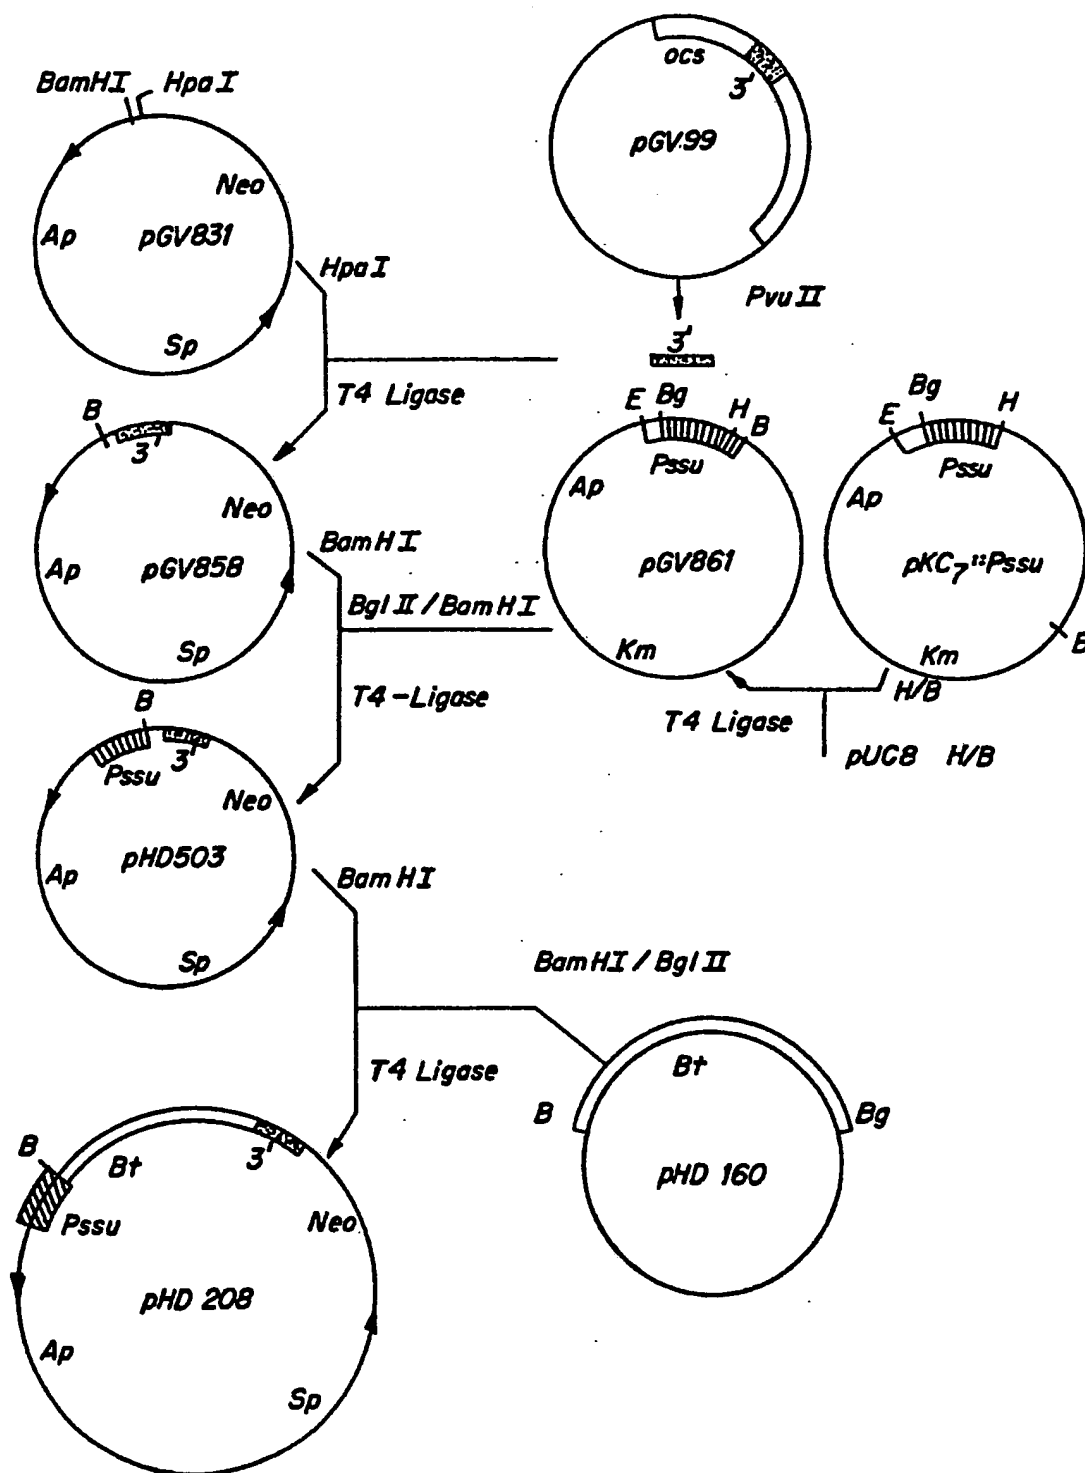 BamHI HpaI
ocs
3'
pGV99
Neo
Ap pGV831
HpaI
Sp
PvuII
3'
T4 Ligase
B
3'
E Bg H B
Pssu
Bg
E H
Pssu
Ap
Ap
Neo
BamHI
pGV861
pKC7::Pssu
Ap pGV858
BglII/BamHI
Sp
Km
Km
B
H/B
B
T4-Ligase
T4 Ligase
Pssu 3'
pUC8 H/B
Neo
pHD503
Ap
BamHI
Sp
BamHI/BglII
T4 Ligase
Bt
B Bg
B
Bt
3'
pHD 160
Pssu
Neo
pHD 208
Ap
Sp